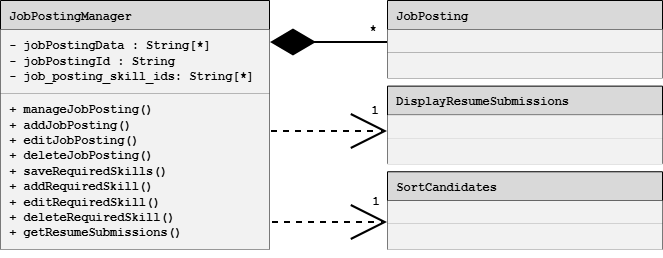 JobPostingManager
- jobPostingData : String[*]
- jobPostingId : String
- job_posting_skill_ids: String[*]
+ manageJobPosting()
+ addJobPosting()
+ editJobPosting()
+ deleteJobPosting()
+ saveRequiredSkills()
+ addRequiredSkill()
+ editRequiredSkill()
+ deleteRequiredSkill()
+ getResumeSubmissions()
*
JobPosting
1
DisplayResumeSubmissions
1
SortCandidates